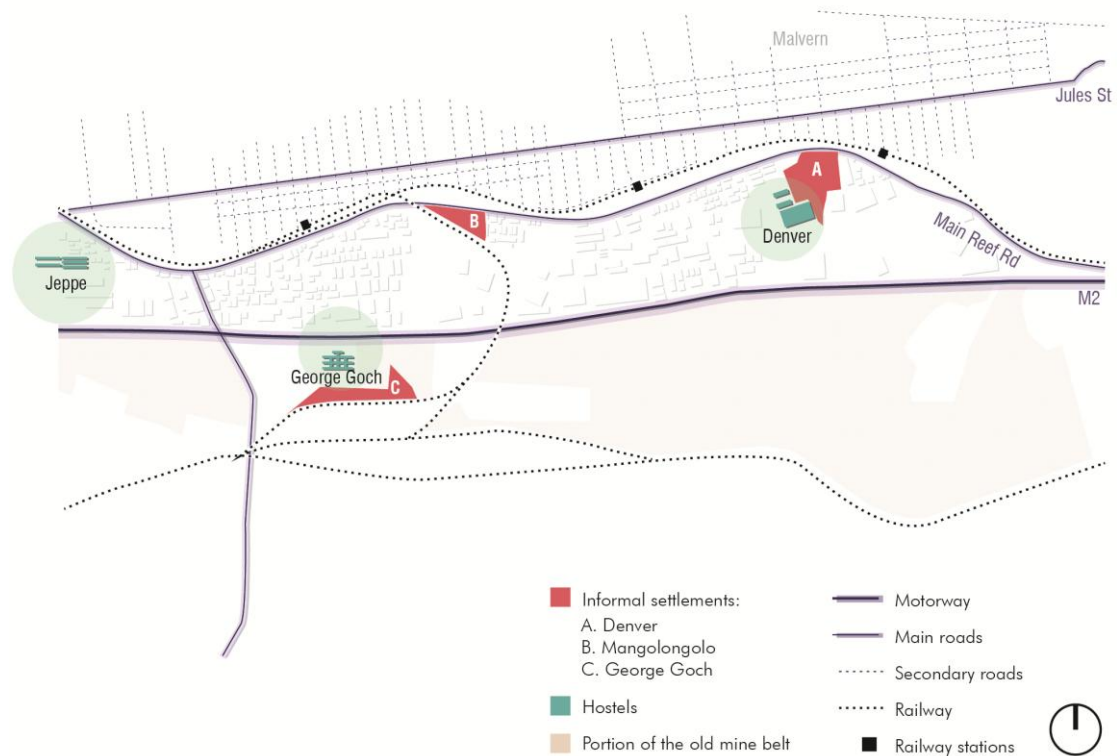 Malvern
Jules St
A
B
Denver
Main Reef Rd
Jeppe
M2
George Goch
C
Informal settlements:
A. Denver
B. Mangolongolo
C. George Goch
Hostels
Portion of the old mine belt
Motorway
Main roads
Secondary roads
Railway
Railway stations